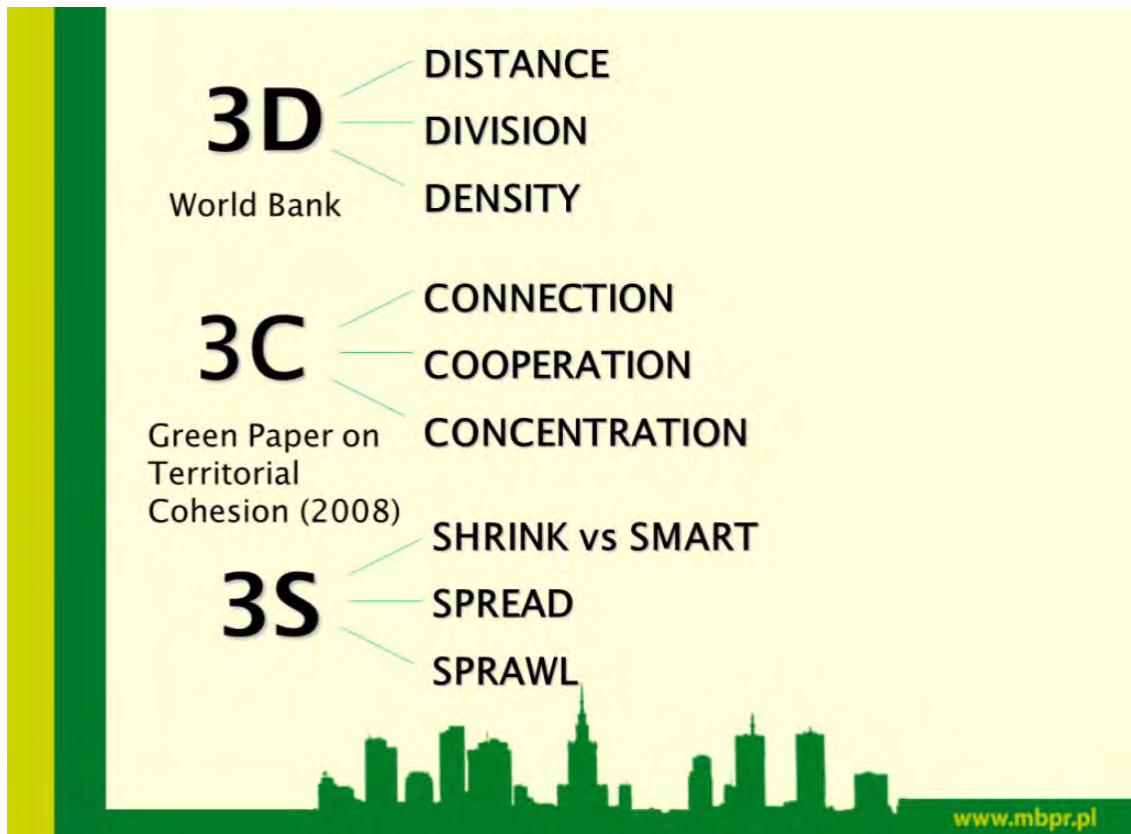 3D
World Bank
DISTANCE
DIVISION
DENSITY
3C
Green Paper on
Territorial
Cohesion (2008)
CONNECTION
COOPERATION
CONCENTRATION
3S
SHRINK vs SMART
SPREAD
SPRAWL
www.mbpr.pl